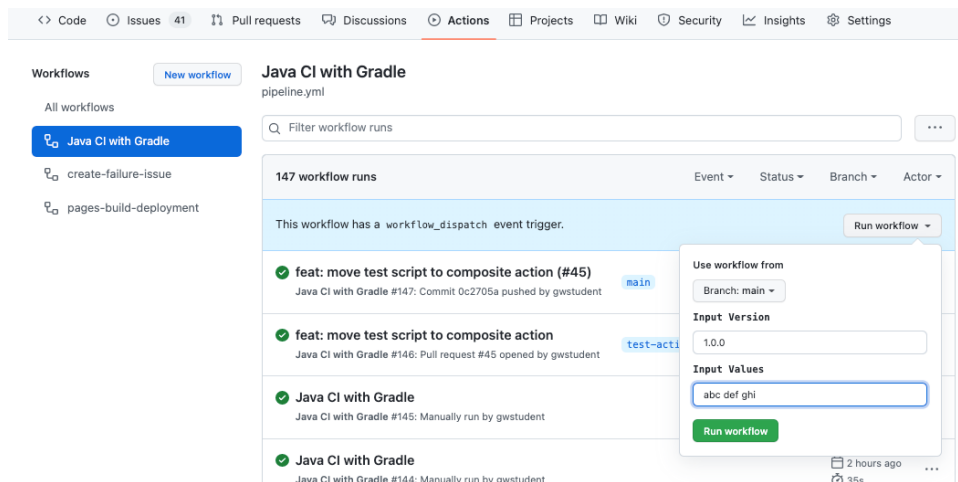 Code Issues 41 Pull requests Discussions Actions Projects Wiki Security Insights Settings
Workflows
New workflow
All workflows
Java CI with Gradle
create-failure-issue
pages-build-deployment
Java CI with Gradle
pipeline.yml
Filter workflow runs
147 workflow runs
Event Status Branch Actor
This workflow has a workflow_dispatch event trigger.
Run workflow
feat: move test script to composite action (#45)
Java CI with Gradle #147: Commit 0c2705a pushed by gwstudent
main
feat: move test script to composite action
Java CI with Gradle #146: Pull request #45 opened by gwstudent
test-acti
Java CI with Gradle
Java CI with Gradle #145: Manually run by gwstudent
Java CI with Gradle
Java CI with Gradle #144: Manually run by gwstudent
2 hours ago
35s
Use workflow from
Branch: main
Input Version
1.0.0
Input Values
abc def ghi
Run workflow